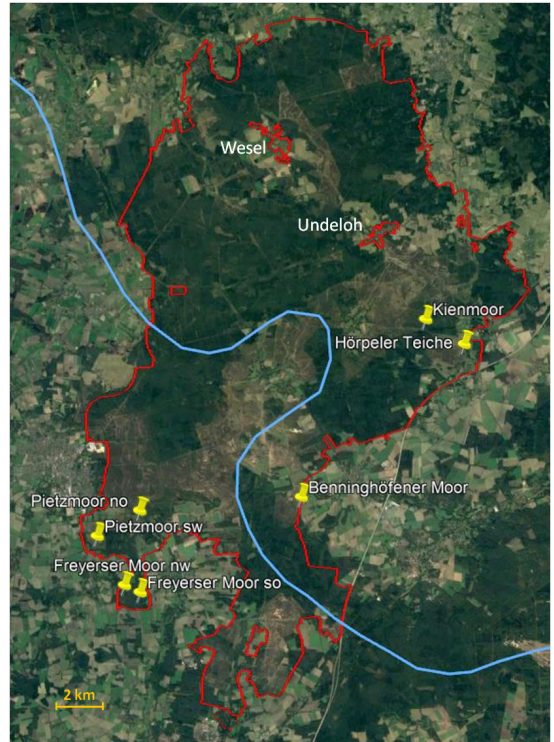 Wesel
Undeloh
Kienmoor
Hörpeler Teiche
Benninghöfener Moor
Pietzmoor no
Pietzmoor sw
Freyerser Moor nw
Freyerser Moor so
2 km